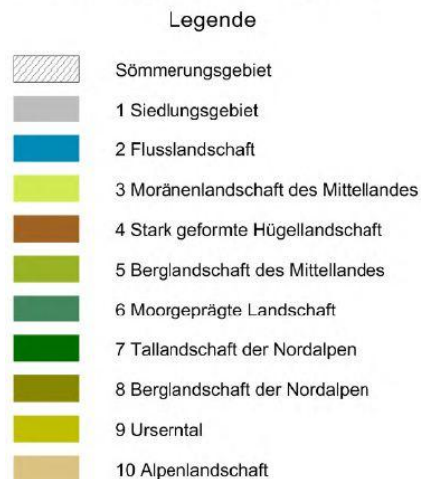 Legende
Sömmerungsgebiet
1 Siedlungsgebiet
2 Flusslandschaft
3 Moränenlandschaft des Mittellandes
4 Stark geformte Hügellandschaft
5 Berglandschaft des Mittellandes
6 Moorgeprägte Landschaft
7 Tallandschaft der Nordalpen
8 Berglandschaft der Nordalpen
9 Urserntal
10 Alpenlandschaft